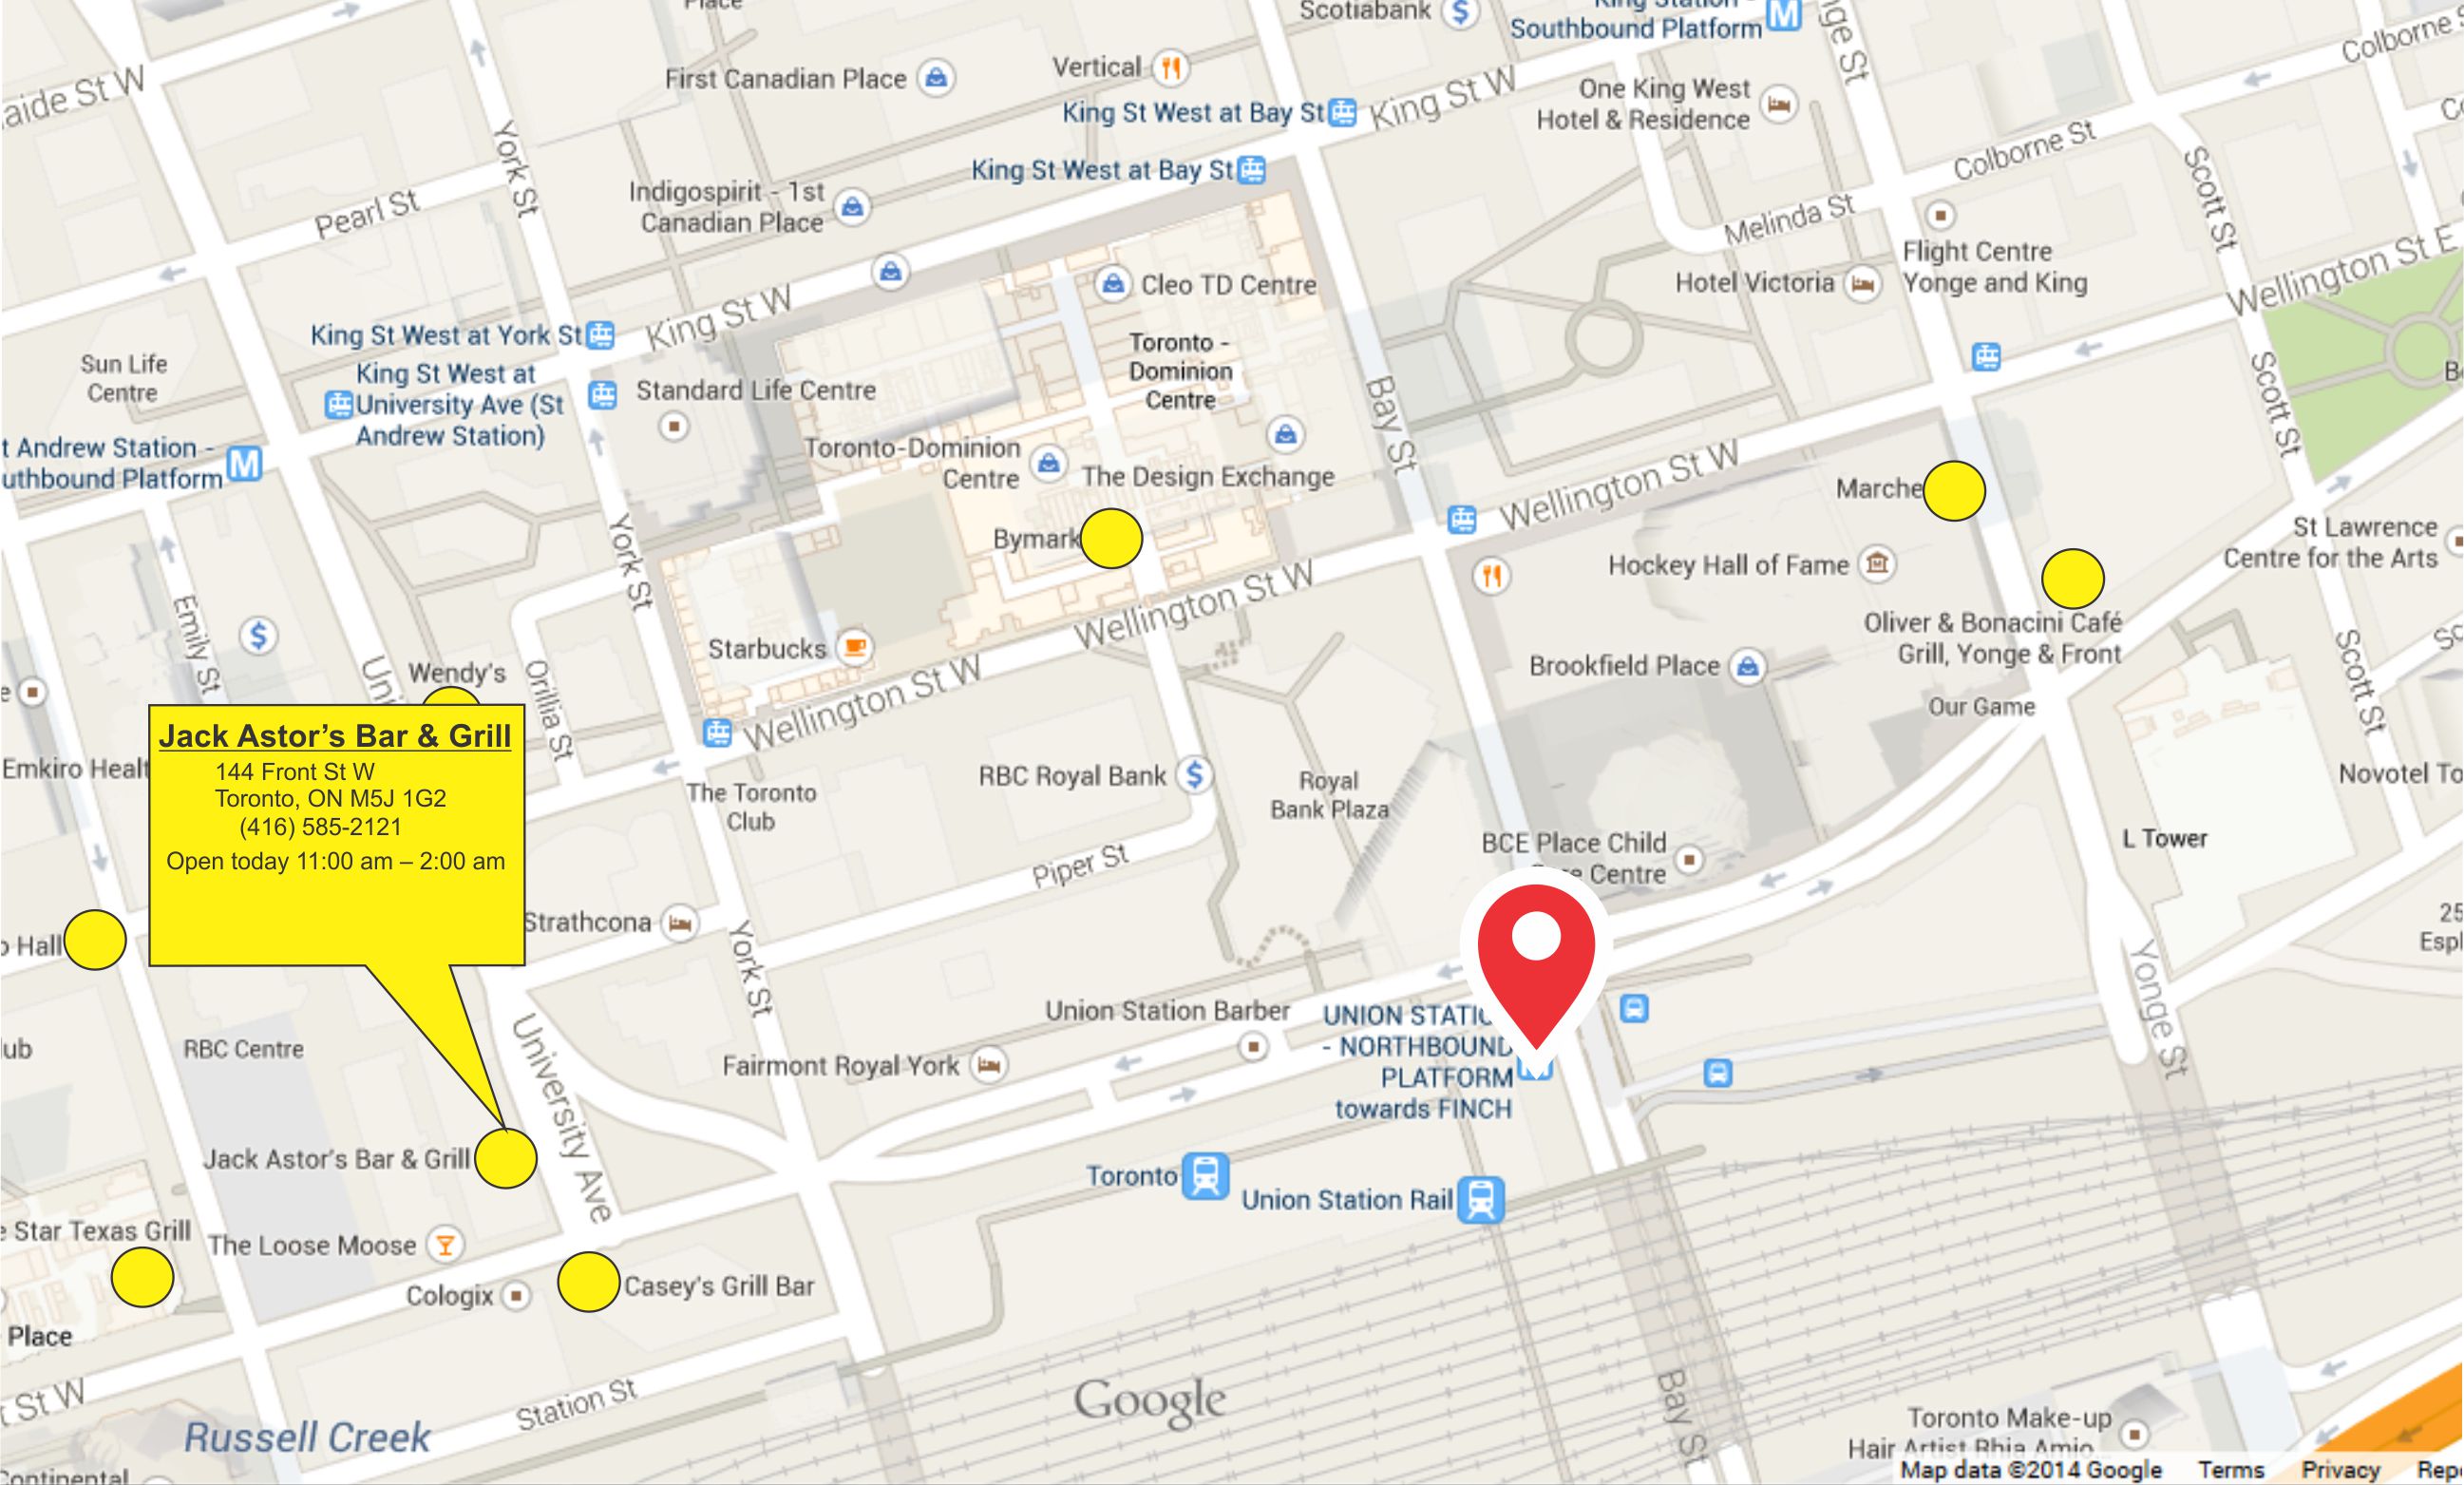 Place
Scotiabank
King Station -
Southbound Platform
nge St
Colborne S
aide St W
First Canadian Place
Vertical
King St West at Bay St
King St W
One King West
Hotel & Residence
Colborne St
York St
King St West at Bay St
Scott St
Pearl St
Indigospirit - 1st
Canadian Place
Melinda St
Flight Centre
Yonge and King
Wellington St E
Cleo TD Centre
Hotel Victoria
King St W
King St West at York St
Sun Life
Centre
King St West at
University Ave (St
Andrew Station)
Standard Life Centre
Toronto -
Dominion
Centre
Bay St
Scott St
t Andrew Station -
uthbound Platform
Toronto-Dominion
Centre
The Design Exchange
Wellington St W
Marche
St Lawrence
Centre for the Arts
York St
Bymark
Hockey Hall of Fame
Emily St
Wellington St W
Oliver & Bonacini Café
Grill, Yonge & Front
Starbucks
Uni
Wendy's
Orillia St
Brookfield Place
Scott St
Our Game
Wellington St W
Jack Astor's Bar & Grill
144 Front St W
Toronto, ON M5J 1G2
(416) 585-2121
Open today 11:00 am – 2:00 am
Emkiro Healt
The Toronto
Club
RBC Royal Bank
Royal
Bank Plaza
Novotel To
L Tower
Piper St
BCE Place Child
re Centre
Hall
Strathcona
York St
25
Espl
Yonge St
Union Station Barber
UNION STATIO
- NORTHBOUND
PLATFORM
towards FINCH
lub
RBC Centre
University Ave
Fairmont Royal York
Jack Astor's Bar & Grill
Toronto
Union Station Rail
e Star Texas Grill
The Loose Moose
Cologix
Casey's Grill Bar
Place
St W
Station St
Google
Bay St
Russell Creek
Toronto Make-up
Hair Artist Rhia Amio
Continental
Map data ©2014 Google Terms Privacy Rep